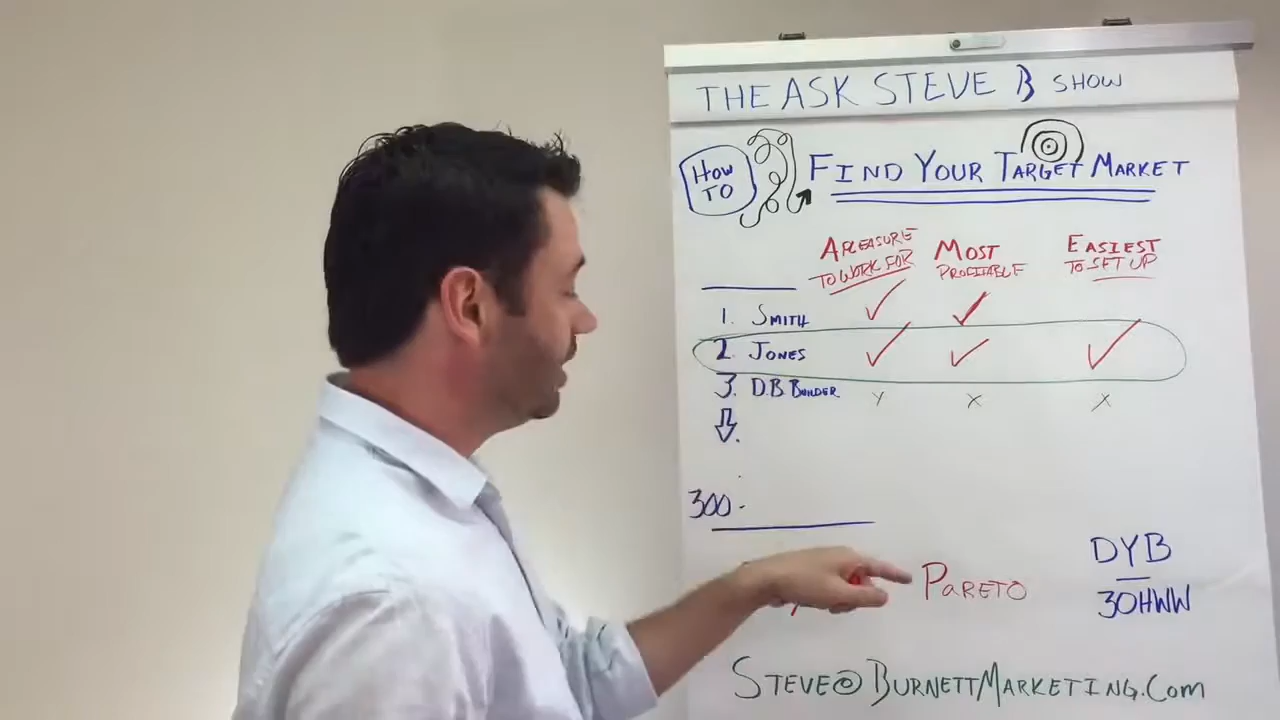 THE ASK STEVE B SHOW
HOW TO
FIND YOUR TARGET MARKET
A PLEASURE TO WORK FOR
MOST PROFITABLE
EASIEST TO SET UP
1. SMITH ✓ ✓
2. JONES ✓ ✓ ✓
3. D.B. BUILDER X X X
300.
PARETO
DYB
30HWW
STEVE@BURNETTMARKETING.COM